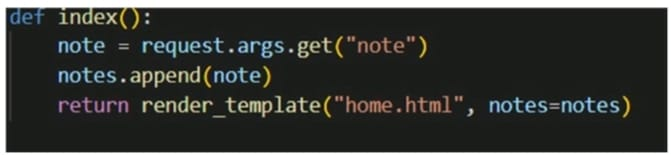 def index():
    note = request.args.get("note")
    notes.append(note)
    return render_template("home.html", notes=notes)